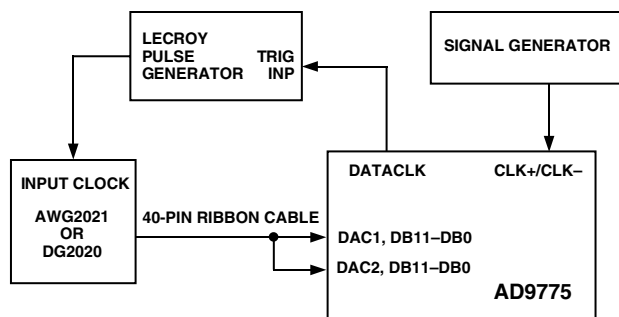 LECROY
PULSE
GENERATOR
TRIG
INP
SIGNAL GENERATOR
INPUT CLOCK
AWG2021
OR
DG2020
40-PIN RIBBON CABLE
DATACLK
CLK+/CLK–
DAC1, DB11–DB0
DAC2, DB11–DB0
AD9775